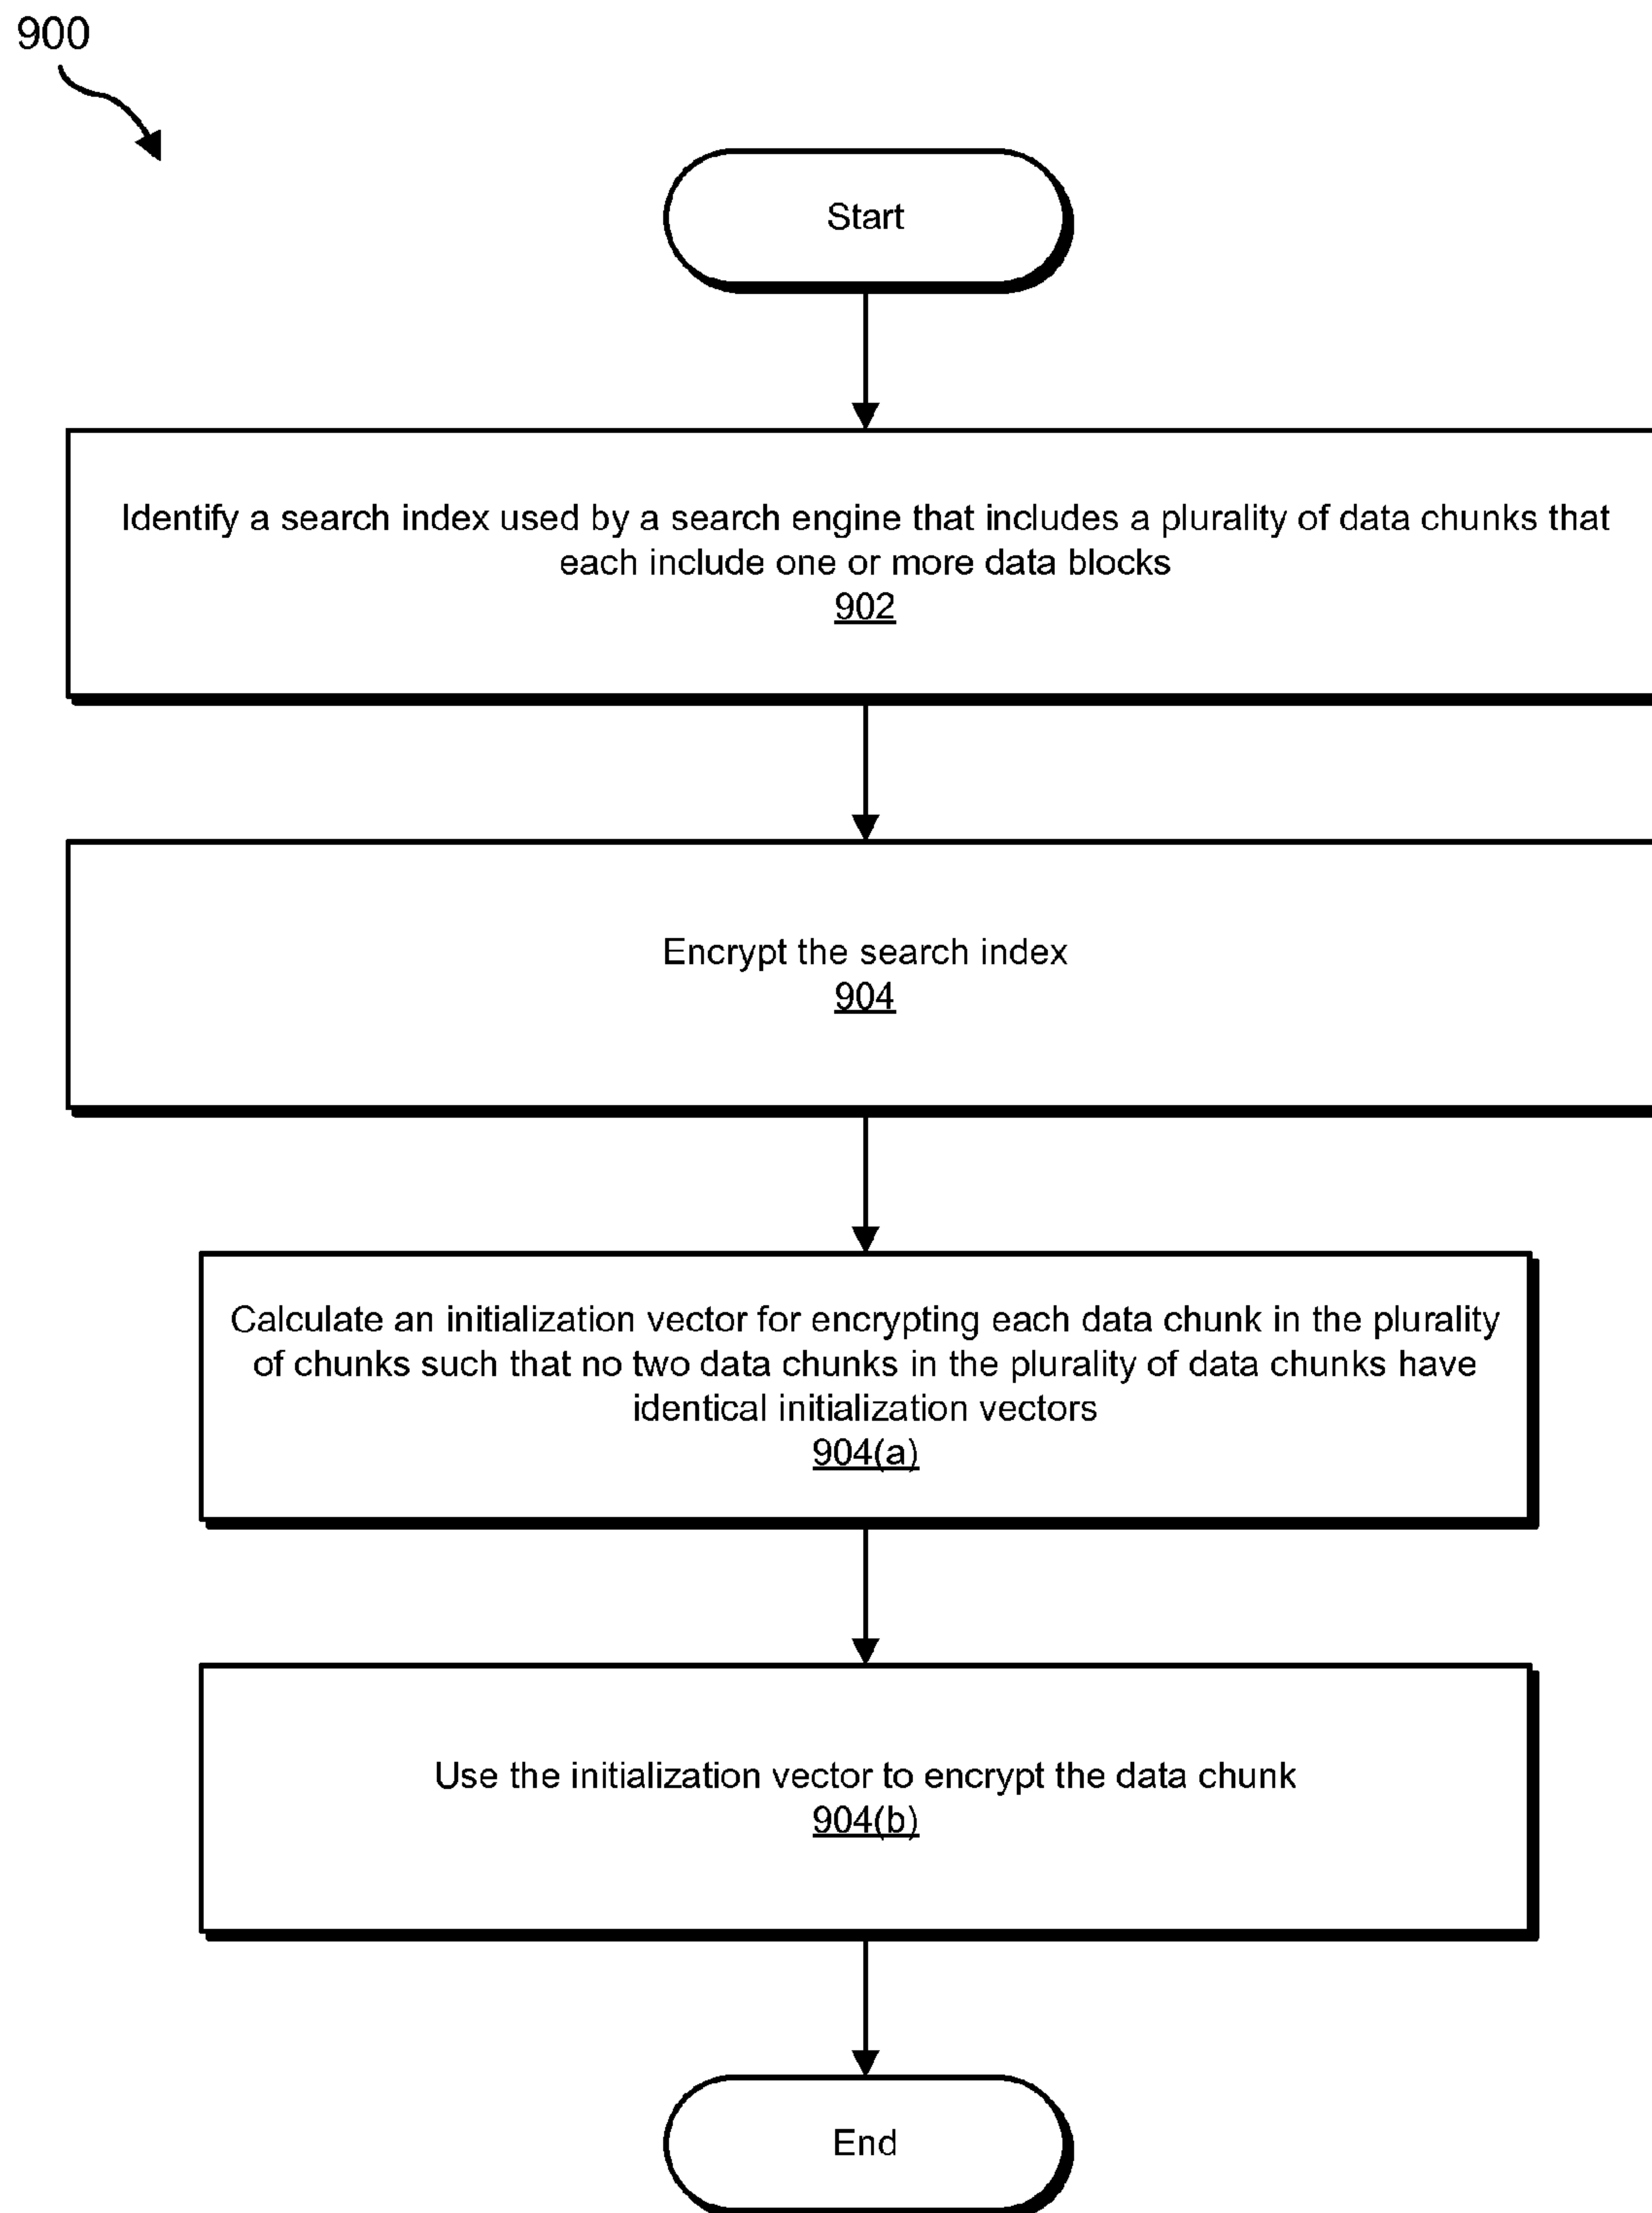 900
Start
Identify a search index used by a search engine that includes a plurality of data chunks that
each include one or more data blocks
902
Encrypt the search index
904
Calculate an initialization vector for encrypting each data chunk in the plurality
of chunks such that no two data chunks in the plurality of data chunks have
identical initialization vectors
904(a)
Use the initialization vector to encrypt the data chunk
904(b)
End